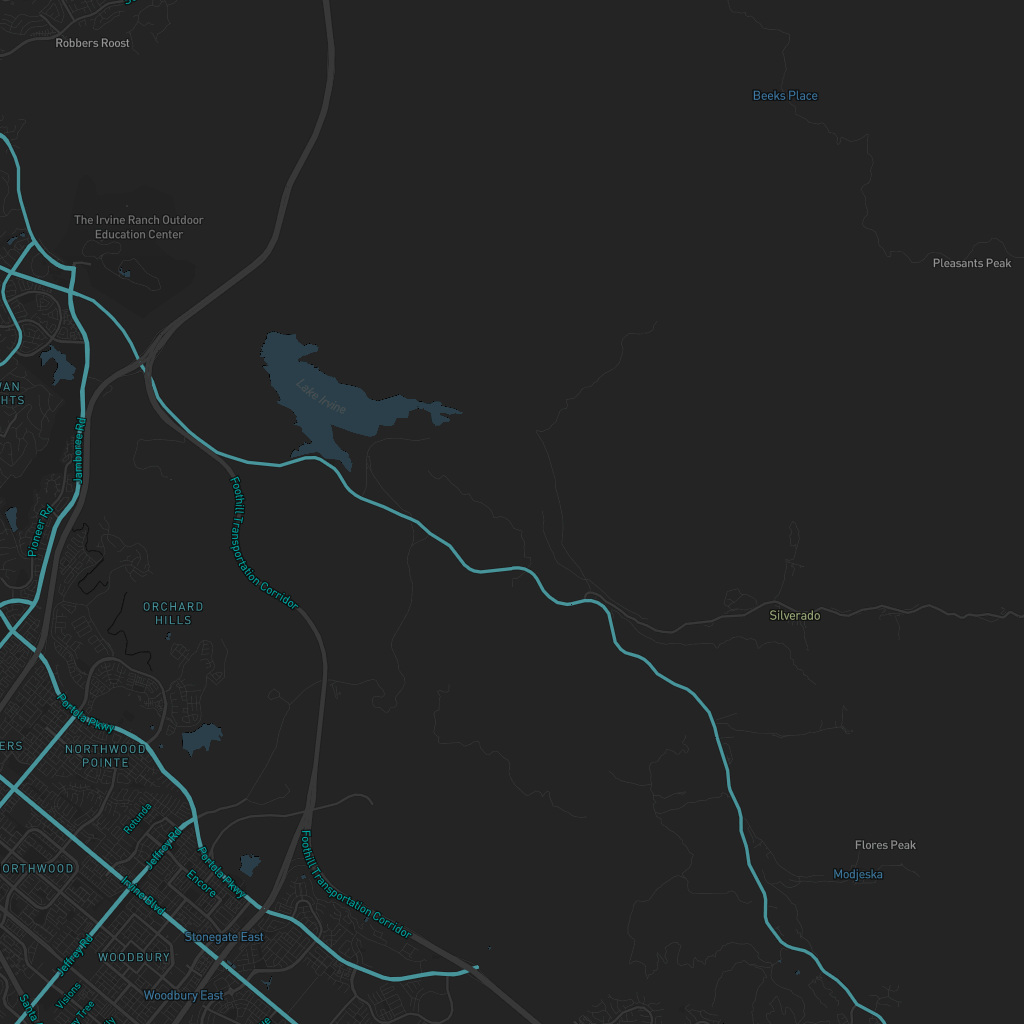 Robbers Roost
Beeks Place
The Irvine Ranch Outdoor
Education Center
Pleasants Peak
Lake Irvine
Jamboree Rd
Pioneer Rd
Foothill Transportation Corridor
ORCHARD
HILLS
Silverado
Portola Pkwy
NORTHWOOD
POINTE
Rotunda
Jeffrey Rd
Portola Pkwy
Encore
Irvine Blvd
Foothill Transportation Corridor
Flores Peak
Modjeska
Stonegate East
Jeffrey Rd
WOODBURY
Visions
Woodbury East